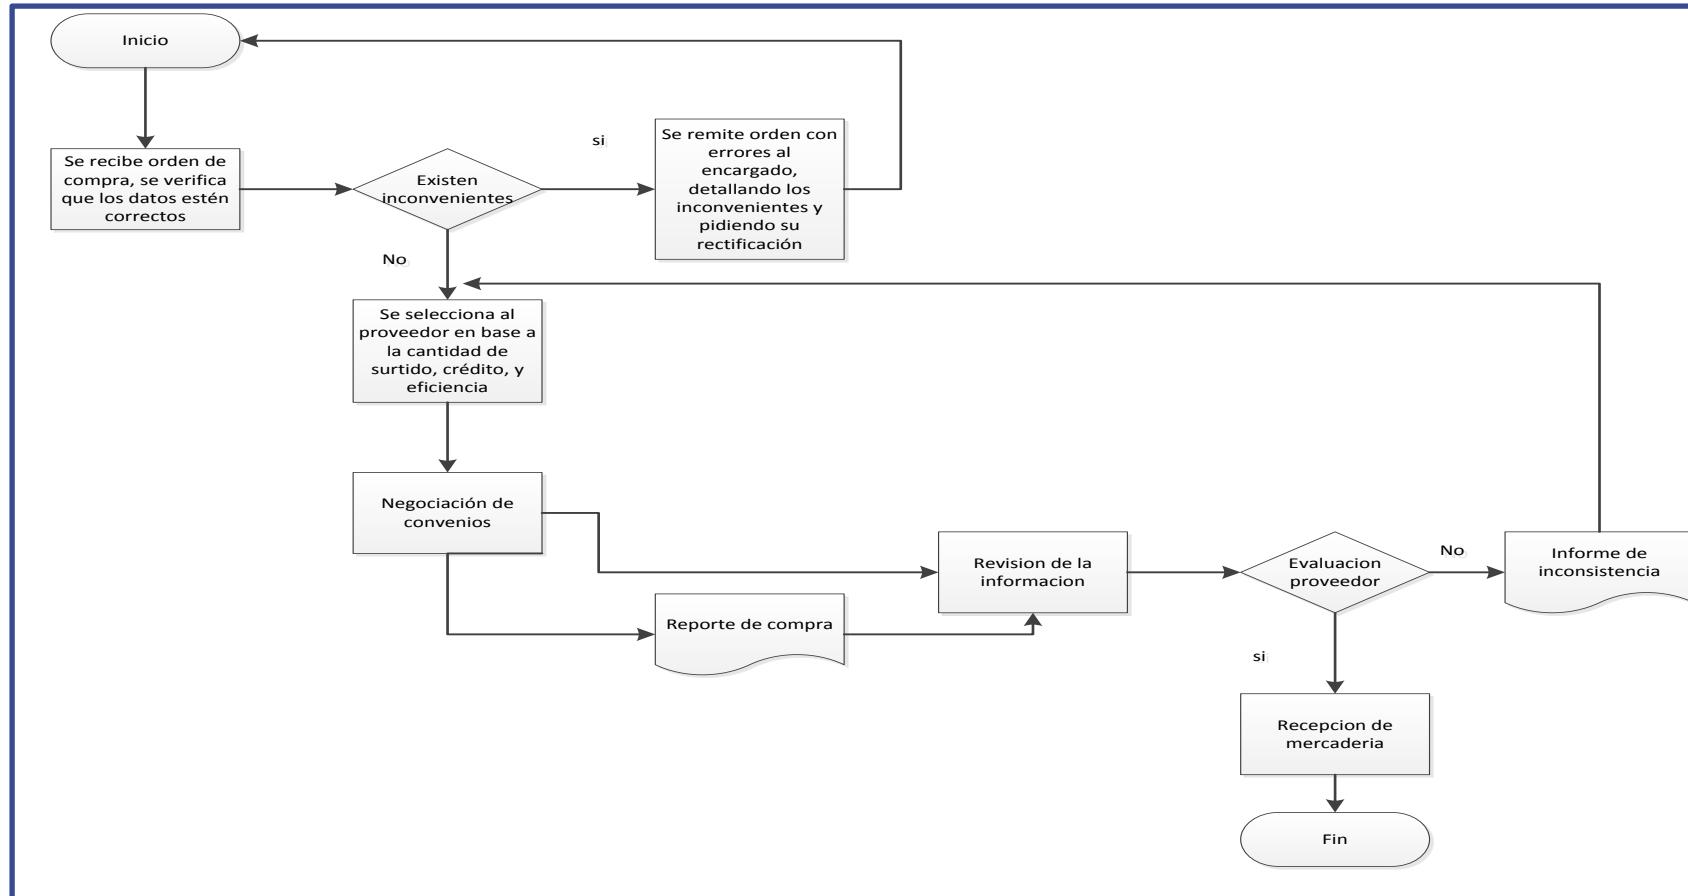 Inicio
Se recibe orden de
compra, se verifica
que los datos estén
correctos
Existen
inconvenientes
si
Se remite orden con
errores al
encargado,
detallando los
inconvenientes y
pidiendo su
rectificación
No
Se selecciona al
proveedor en base a
la cantidad de
surtido, crédito, y
eficiencia
Negociación de
convenios
Reporte de compra
Revision de la
informacion
Evaluacion
proveedor
No
Informe de
inconsistencia
si
Recepcion de
mercaderia
Fin